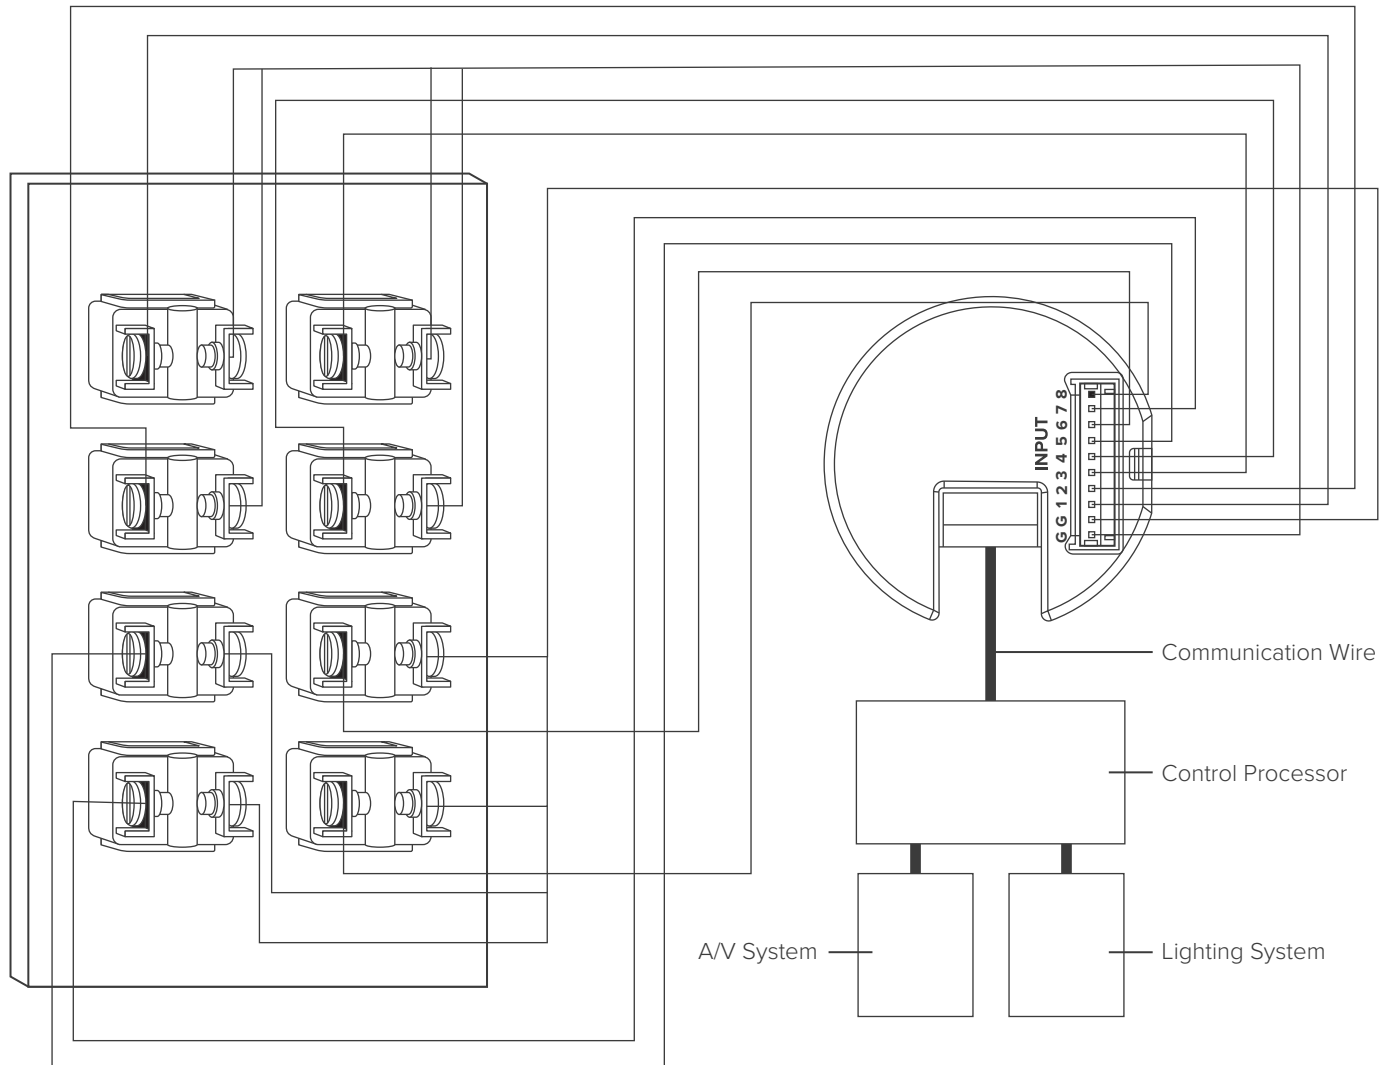 INPUT
G G 1 2 3 4 5 6 7 8
Communication Wire
Control Processor
A/V System
Lighting System